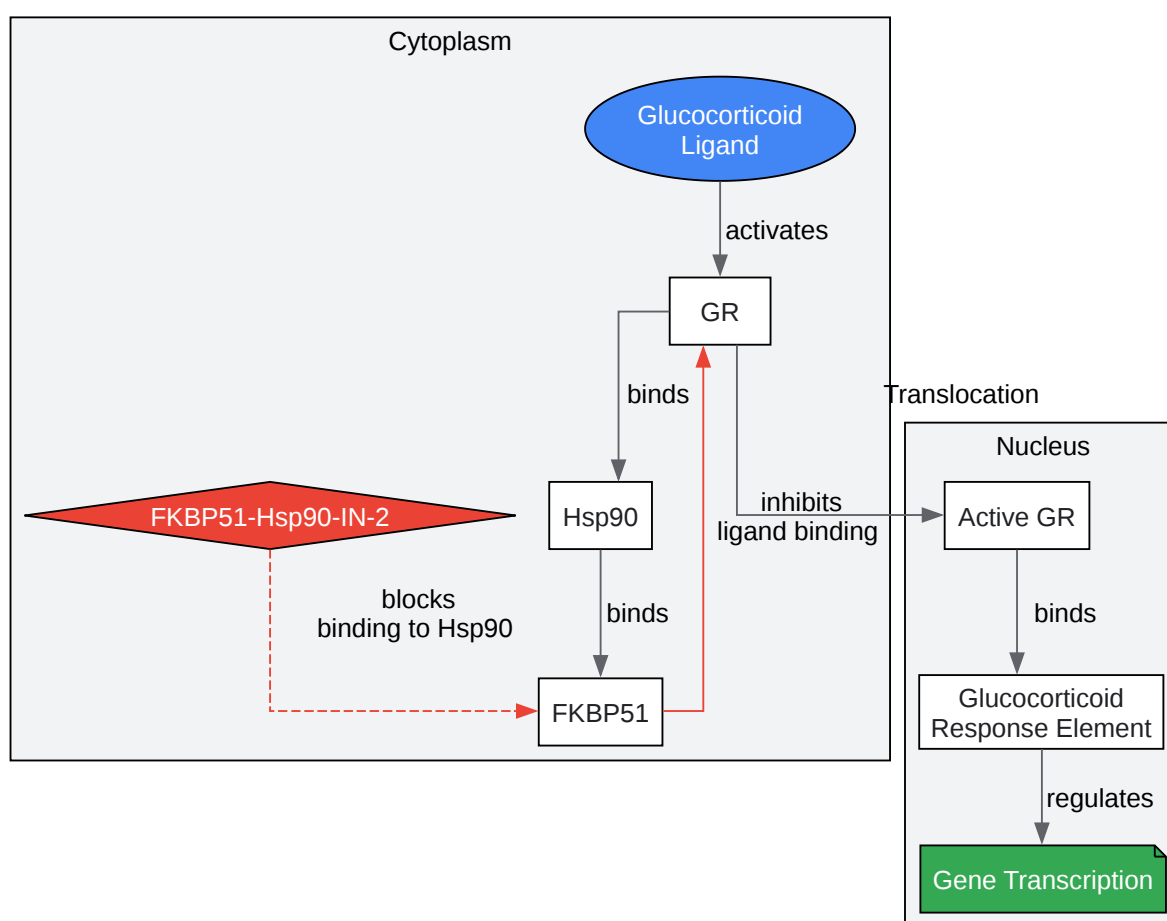 Cytoplasm
Glucocorticoid
Ligand
activates
GR
binds
Translocation
Nucleus
FKBP51-Hsp90-IN-2
Hsp90
inhibits
ligand binding
Active GR
blocks
binding to Hsp90
binds
binds
FKBP51
Glucocorticoid
Response Element
regulates
Gene Transcription